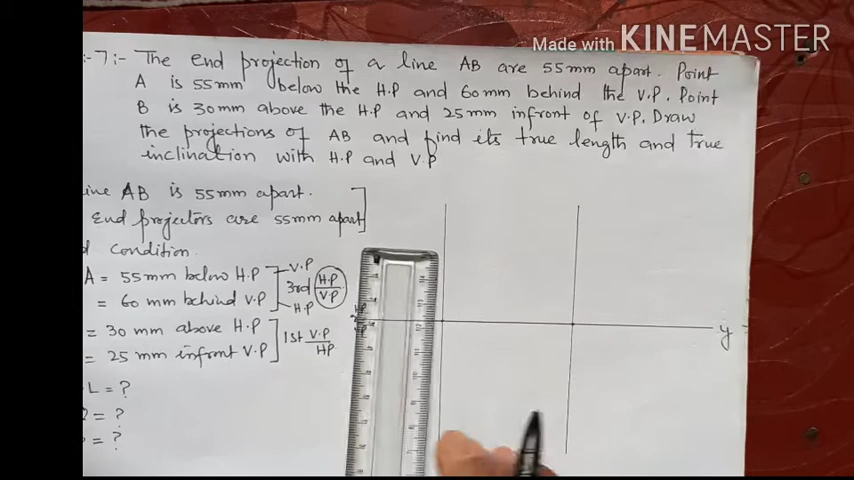 Made with KINEMASTER
-7:- The end projection of a line AB are 55mm apart. Point
A is 55mm below the H.P and 60mm behind the V.P. Point
B is 30mm above the H.P and 25mm infront of V.P. Draw
the projections of AB and find its true length and true
inclination with H.P and V.P
ine AB is 55mm apart.
End projectors are 55mm apart
d condition.
A = 55mm below H.P V.P 3rd H.P
= 60 mm behind V.P H.P V.P
= 30 mm above H.P 1st V.P
= 25 mm infront V.P HP
L = ?
= ?
= ?
y